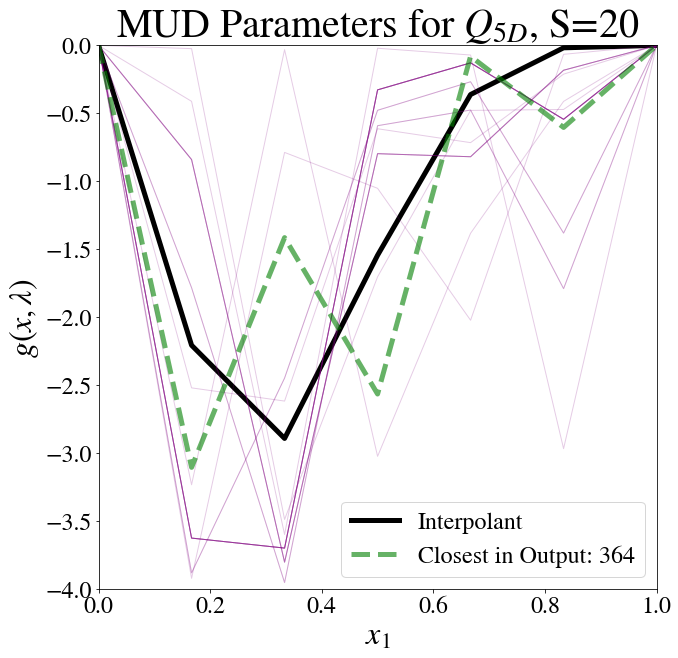 MUD Parameters for Q5D, S=20
0.0
−0.5
−1.0
−1.5
−2.0
−2.5
−3.0
−3.5
−4.0
g(x, λ)
Interpolant
Closest in Output: 364
0.0 0.2 0.4 0.6 0.8 1.0
x1